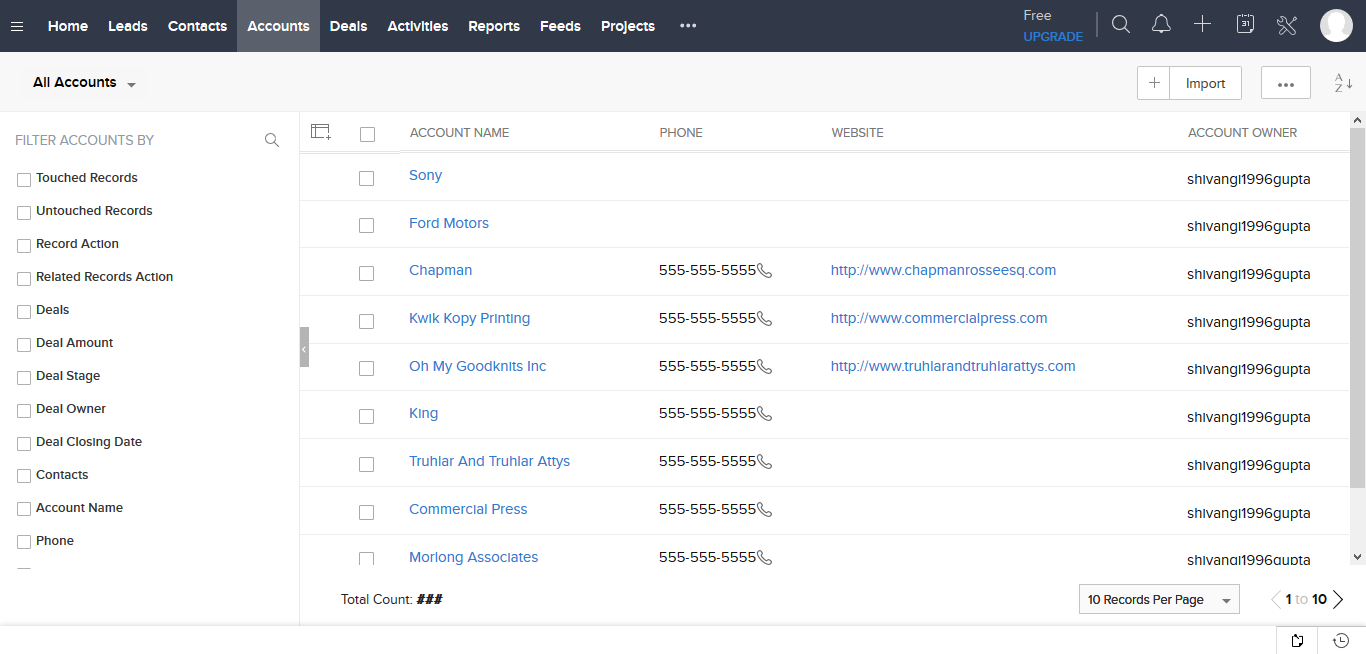 Home Leads Contacts Accounts Deals Activities Reports Feeds Projects ••• Free
UPGRADE
31
All Accounts
Import
•••
A
Z
FILTER ACCOUNTS BY
Touched Records
Untouched Records
Record Action
Related Records Action
Deals
Deal Amount
Deal Stage
Deal Owner
Deal Closing Date
Contacts
Account Name
Phone
ACCOUNT NAME PHONE WEBSITE ACCOUNT OWNER
Sony shivangi1996gupta
Ford Motors shivangi1996gupta
Chapman 555-555-5555 http://www.chapmanrosseesq.com shivangi1996gupta
Kwik Kopy Printing 555-555-5555 http://www.commercialpress.com shivangi1996gupta
Oh My Goodknits Inc 555-555-5555 http://www.truhlarandtruhlarattys.com shivangi1996gupta
King 555-555-5555 shivangi1996gupta
Truhlar And Truhlar Attys 555-555-5555 shivangi1996gupta
Commercial Press 555-555-5555 shivangi1996gupta
Morlong Associates 555-555-5555 shivangi1996gupta
Total Count: ### 10 Records Per Page 1 to 10